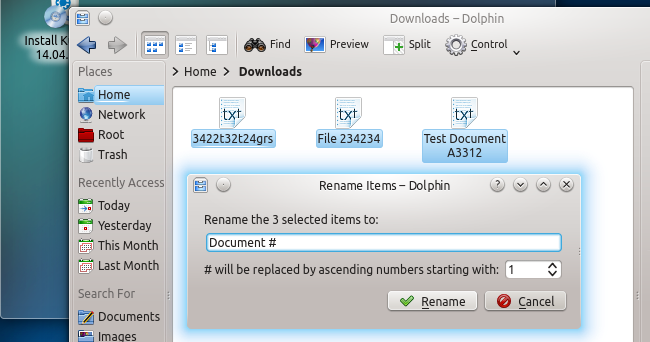 Downloads – Dolphin
Install K
14.04.
Find
Preview
Split
Control
Places
Home
Network
Root
Trash
Recently Access
Today
Yesterday
This Month
Last Month
Search For
Documents
Images
> Home > Downloads
txt
3422t32t24grs
txt
File 234234
txt
Test Document
A3312
Rename Items – Dolphin
Rename the 3 selected items to:
Document #
# will be replaced by ascending numbers starting with: 1
Rename
Cancel